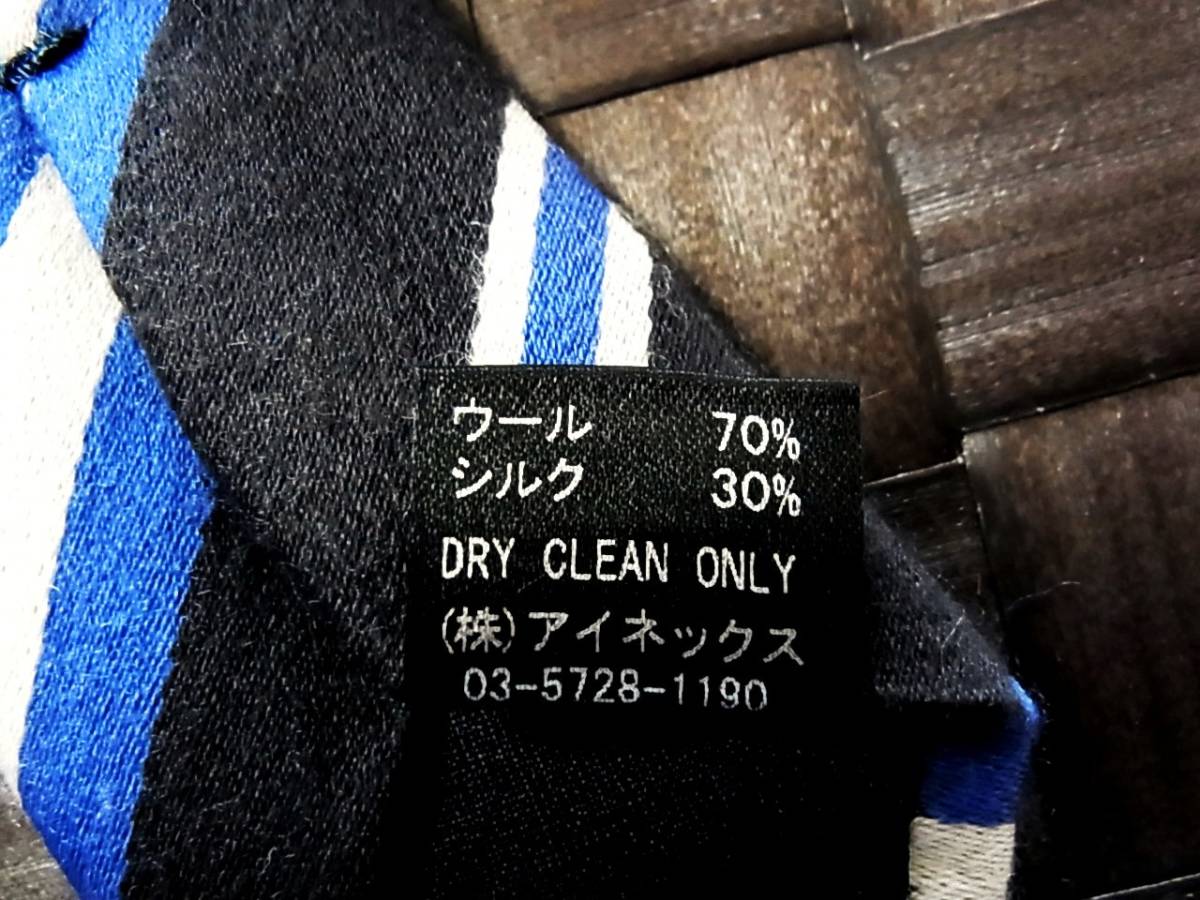 ウール 70%
シルク 30%
DRY CLEAN ONLY
(株)アイネックス
03-5728-1190